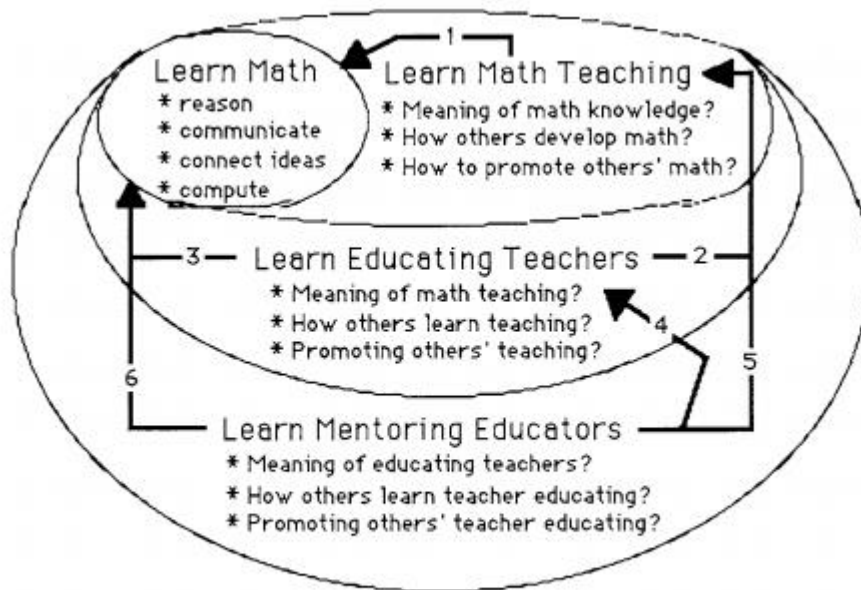 1
Learn Math
* reason
* communicate
* connect ideas
* compute
Learn Math Teaching
* Meaning of math knowledge?
* How others develop math?
* How to promote others' math?
3
Learn Educating Teachers
2
* Meaning of math teaching?
* How others learn teaching?
* Promoting others' teaching?
4
5
6
Learn Mentoring Educators
* Meaning of educating teachers?
* How others learn teacher educating?
* Promoting others' teacher educating?